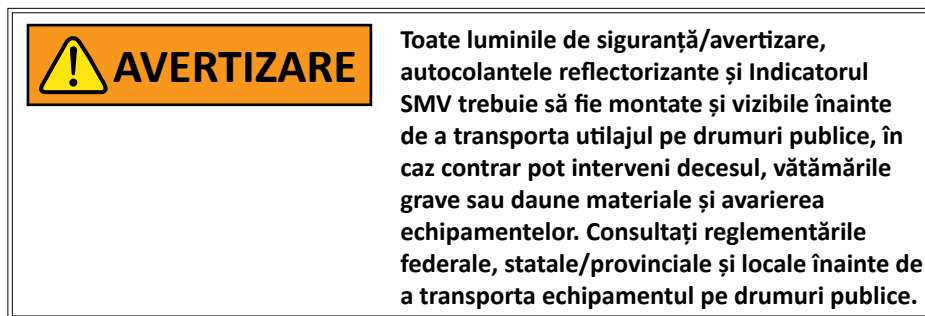 AVERTIZARE
Toate luminile de siguranță/avertizare,
autocolantele reflectorizante și Indicatorul
SMV trebuie să fie montate și vizibile înainte
de a transporta utilajul pe drumuri publice, în
caz contrar pot interveni decesul, vătămările
grave sau daune materiale și avarierea
echipamentelor. Consultați reglementările
federale, statale/provinciale și locale înainte de
a transporta echipamentul pe drumuri publice.